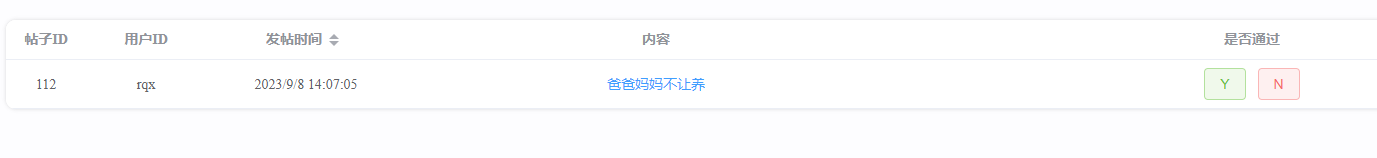 帖子ID 用户ID 发帖时间 内容 是否通过
112 rqx 2023/9/8 14:07:05 爸爸妈妈不让养 Y N